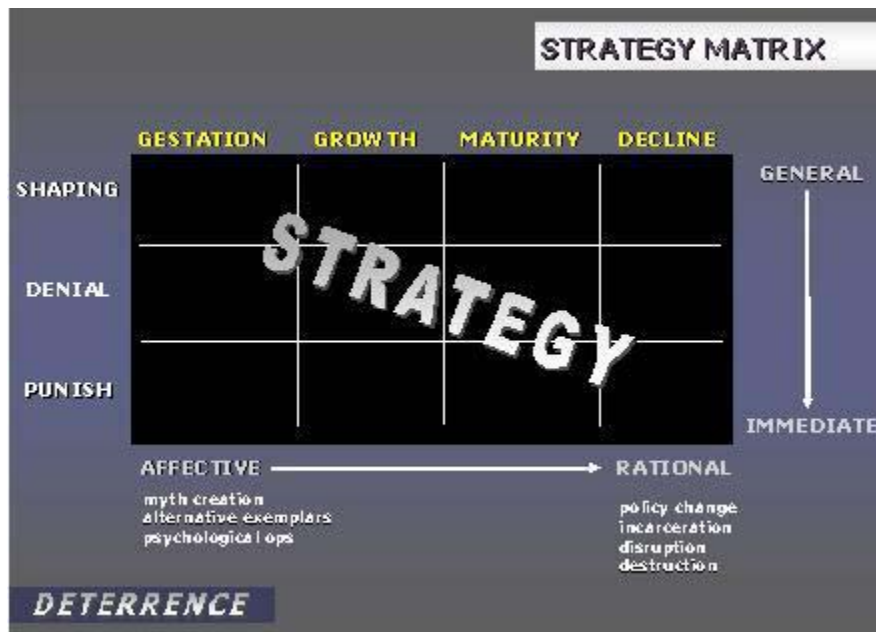 STRATEGY MATRIX
GESTATION GROWTH MATURITY DECLINE
SHAPING
GENERAL
STRATEGY
DENIAL
PUNISH
IMMEDIATE
AFFECTIVE
RATIONAL
myth creation
alternative exemplars
psychological ops
policy change
incarceration
disruption
destruction
DETERRENCE